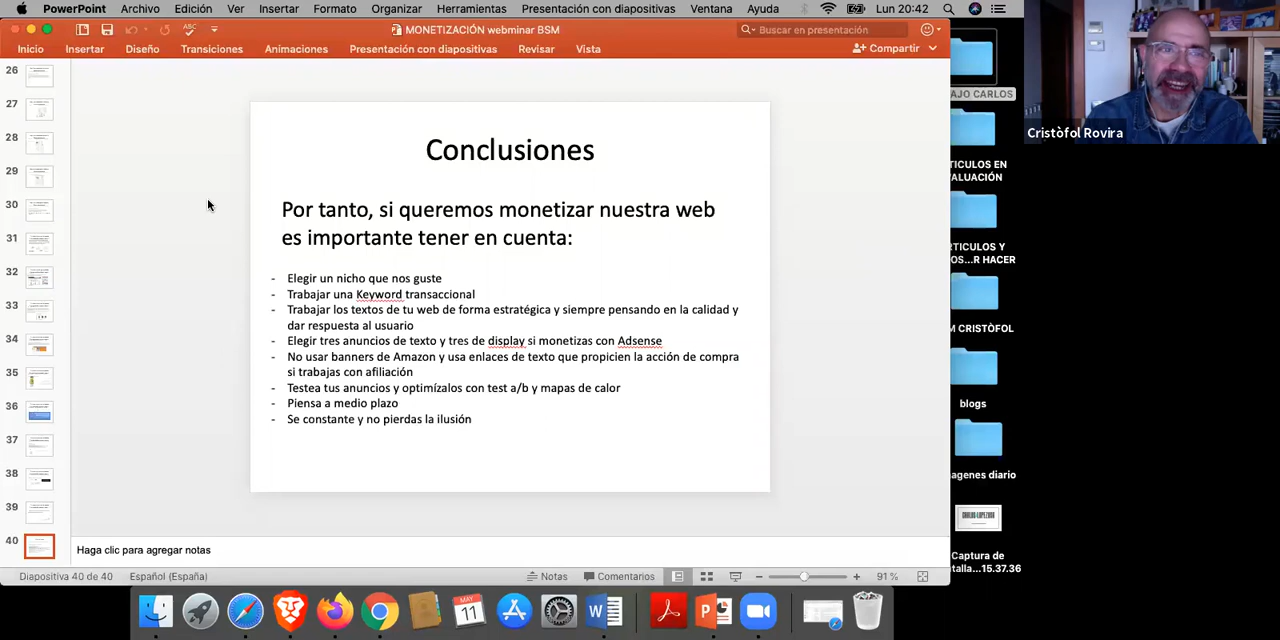 PowerPoint Archivo Edición Ver Insertar Formato Organizar Herramientas Presentación con diapositivas Ventana Ayuda Lun 20:42
MONETIZACIÓN webminar BSM
Buscar en presentación
Inicio Insertar Diseño Transiciones Animaciones Presentación con diapositivas Revisar Vista
Compartir
26
27
28
29
30
31
32
33
34
35
36
37
38
39
40
Conclusiones
Por tanto, si queremos monetizar nuestra web
es importante tener en cuenta:
- Elegir un nicho que nos guste
- Trabajar una Keyword transaccional
- Trabajar los textos de tu web de forma estratégica y siempre pensando en la calidad y
dar respuesta al usuario
- Elegir tres anuncios de texto y tres de display si monetizas con Adsense
- No usar banners de Amazon y usa enlaces de texto que propicien la acción de compra
si trabajas con afiliación
- Testea tus anuncios y optimízalos con test a/b y mapas de calor
- Piensa a medio plazo
- Se constante y no pierdas la ilusión
Haga clic para agregar notas
Diapositiva 40 de 40 Español (España) Notas Comentarios 91 %
AJO CARLOS
TICULOS EN
VALUACIÓN
TICULOS Y
OS...R HACER
M CRISTÒFOL
blogs
magenes diario
Captura de
talla...15.37.36
Cristòfol Rovira
MAY
11